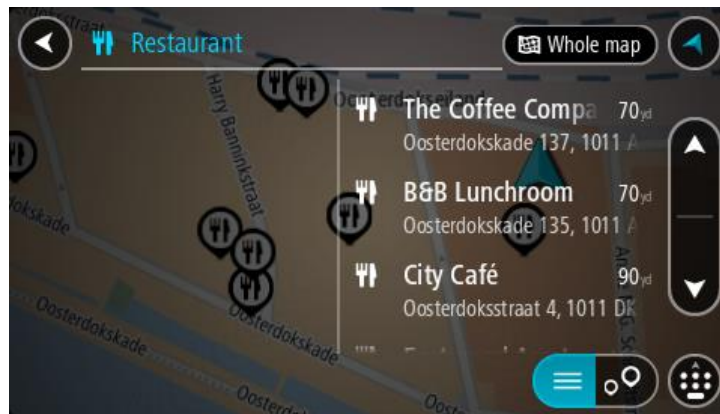 Restaurant
Whole map
The Coffee Compa 70yd
Oosterdokskade 137, 1011 A
B&B Lunchroom 70yd
Oosterdokskade 135, 1011 A
City Café 90yd
Oosterdoksstraat 4, 1011 DK
Oosterdokseiland
Harry Banninkstraat
Oosterdokskade
Oosterdokskade